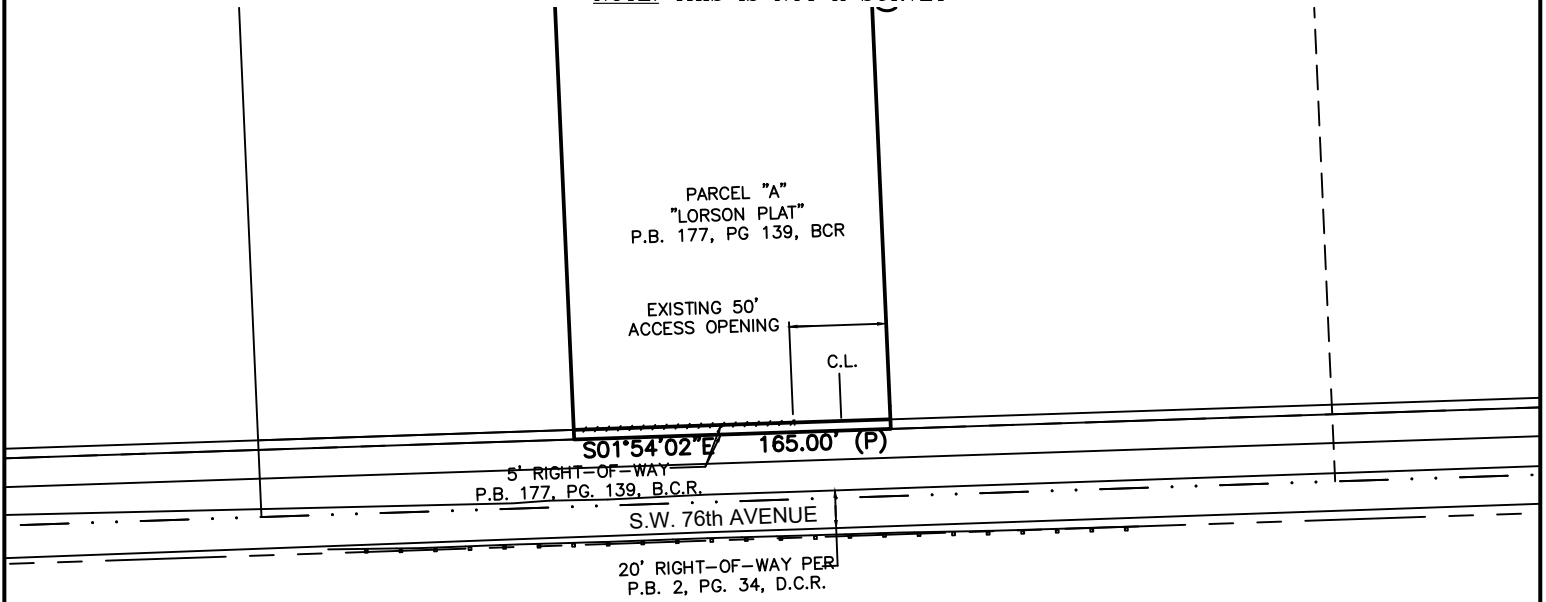 PARCEL "A"
"LORSON PLAT"
P.B. 177, PG 139, BCR
EXISTING 50'
ACCESS OPENING
C.L.
S01°54'02"E 165.00' (P)
5' RIGHT-OF-WAY
P.B. 177, PG. 139, B.C.R.
S.W. 76th AVENUE
20' RIGHT-OF-WAY PER
P.B. 2, PG. 34, D.C.R.